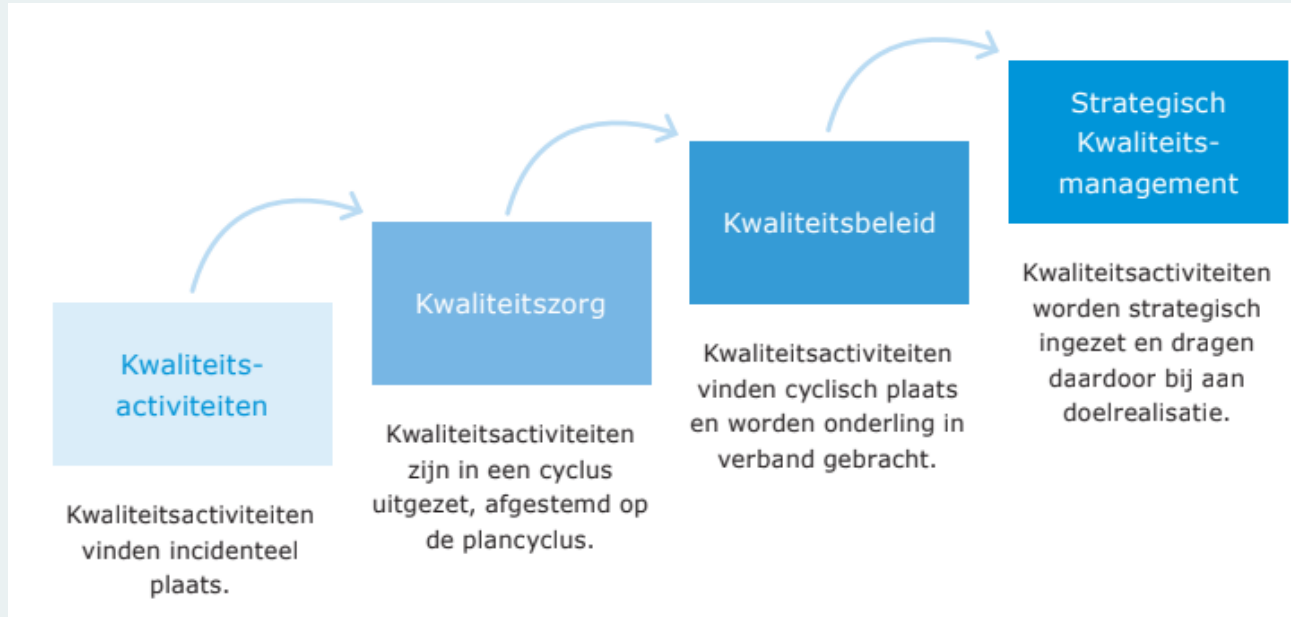 Kwaliteits-
activiteiten
Kwaliteitsactiviteiten
vinden incidenteel
plaats.
Kwaliteitszorg
Kwaliteitsactiviteiten
zijn in een cyclus
uitgezet, afgestemd op
de plancyclus.
Kwaliteitsbeleid
Kwaliteitsactiviteiten
vinden cyclisch plaats
en worden onderling in
verband gebracht.
Strategisch
Kwaliteits-
management
Kwaliteitsactiviteiten
worden strategisch
ingezet en dragen
daardoor bij aan
doelrealisatie.